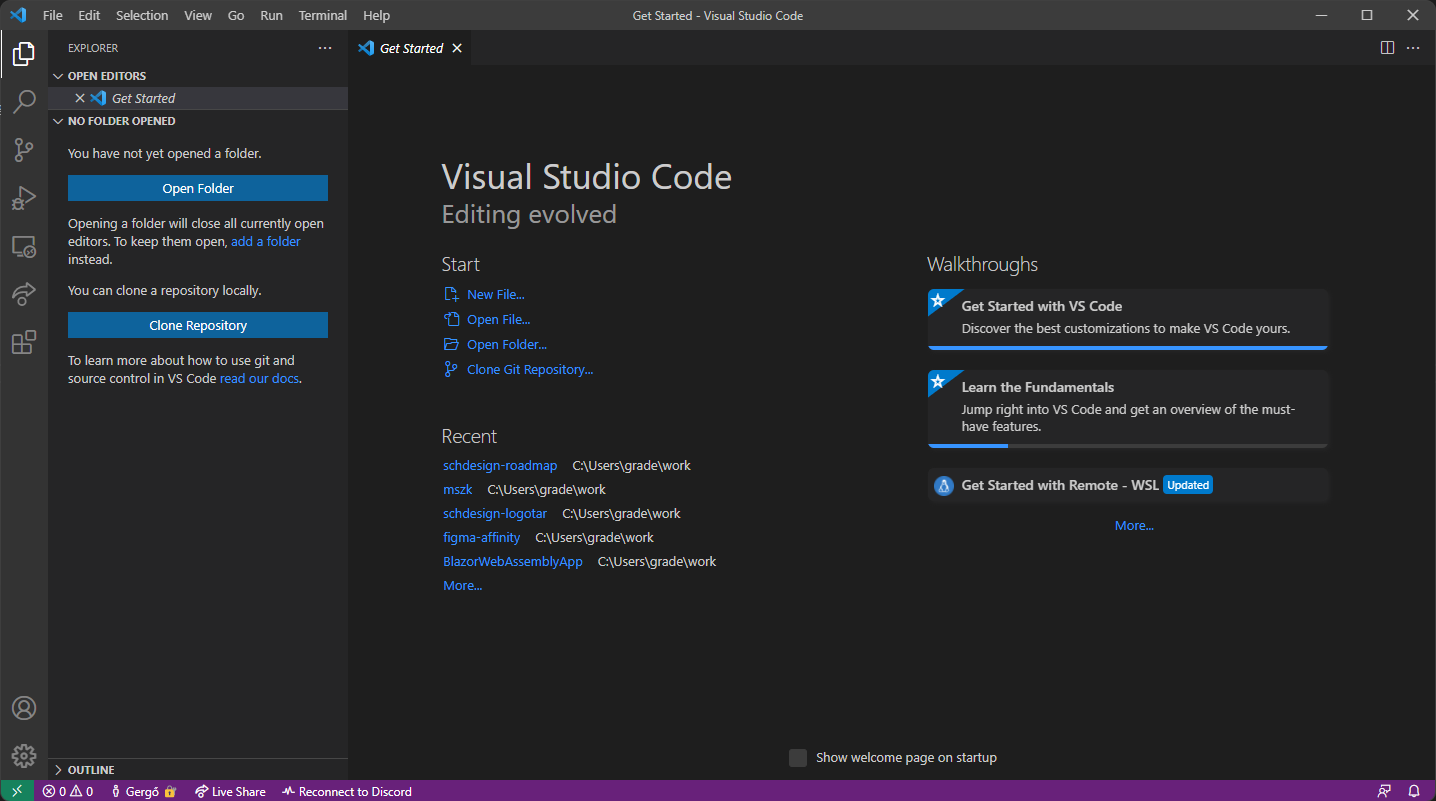 File Edit Selection View Go Run Terminal Help
Get Started - Visual Studio Code
EXPLORER
OPEN EDITORS
Get Started
NO FOLDER OPENED
You have not yet opened a folder.
Open Folder
Opening a folder will close all currently open
editors. To keep them open, add a folder
instead.
You can clone a repository locally.
Clone Repository
To learn more about how to use git and
source control in VS Code read our docs.
OUTLINE
Get Started
Visual Studio Code
Editing evolved
Start
New File...
Open File...
Open Folder...
Clone Git Repository...
Recent
schdesign-roadmap C:\Users\grade\work
mszk C:\Users\grade\work
schdesign-logotar C:\Users\grade\work
figma-affinity C:\Users\grade\work
BlazorWebAssemblyApp C:\Users\grade\work
More...
Walkthroughs
Get Started with VS Code
Discover the best customizations to make VS Code yours.
Learn the Fundamentals
Jump right into VS Code and get an overview of the must-
have features.
Get Started with Remote - WSL Updated
More...
Show welcome page on startup
0 0 Gergő Live Share Reconnect to Discord